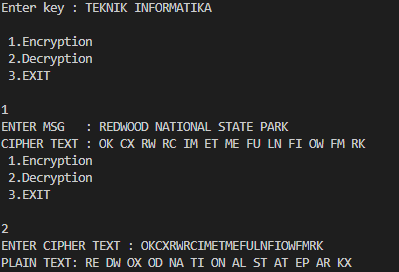 Enter key : TEKNIK INFORMATIKA
1.Encryption
2.Decryption
3.EXIT
1
ENTER MSG   : REDWOOD NATIONAL STATE PARK
CIPHER TEXT : OK CX RW RC IM ET ME FU LN FI OW FM RK
1.Encryption
2.Decryption
3.EXIT
2
ENTER CIPHER TEXT : OKCXRWRCIMETMEFULNFIOWFMRK
PLAIN TEXT: RE DW OX OD NA TI ON AL ST AT EP AR KX